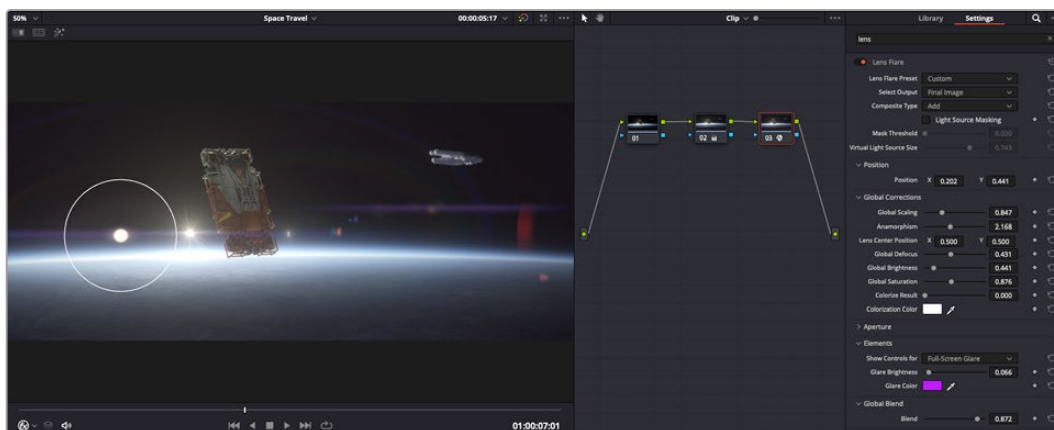 50% Space Travel 00:00:05:17
Clip
Library Settings
lens
Lens Flare
Lens Flare Preset Custom
Select Output Final Image
Composite Type Add
Light Source Masking
Mask Threshold 0.000
Virtual Light Source Size 0.743
Position
Position X 0.202 Y 0.441
Global Corrections
Global Scaling 0.847
Anamorphism 2.168
Lens Center Position X 0.500 Y 0.500
Global Defocus 0.431
Global Brightness 0.441
Global Saturation 0.876
Colorize Result 0.000
Colorization Color
Aperture
Elements
Show Controls for Full-Screen Glare
Glare Brightness 0.066
Glare Color
Global Blend
Blend 0.872
01
02
03
01:00:07:01